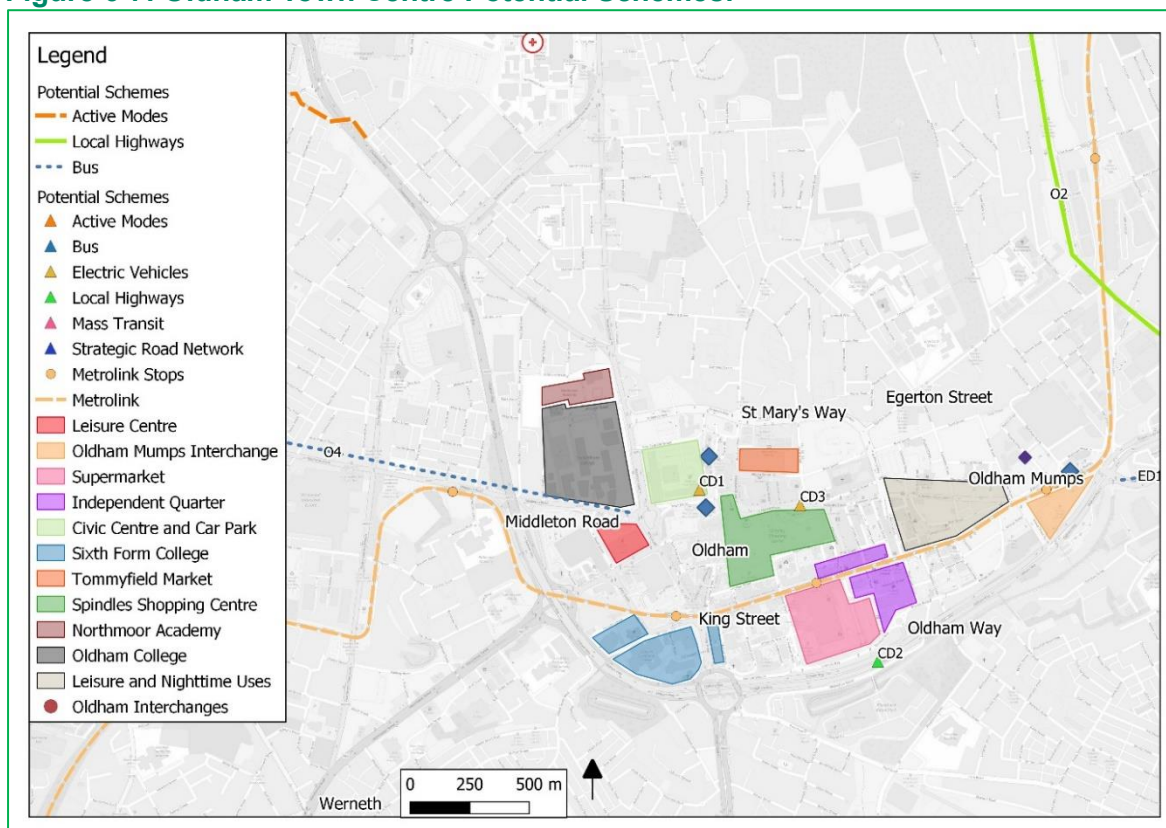 Figure 6 17: Oldham Town Centre Potential Schemes.
Legend
Potential Schemes
Active Modes
Local Highways
Bus
Potential Schemes
Active Modes
Bus
Electric Vehicles
Local Highways
Mass Transit
Strategic Road Network
Metrolink Stops
Metrolink
Leisure Centre
Oldham Mumps Interchange
Supermarket
Independent Quarter
Civic Centre and Car Park
Sixth Form College
Tommyfield Market
Spindles Shopping Centre
Northmoor Academy
Oldham College
Leisure and Nighttime Uses
Oldham Interchanges
O2
Egerton Street
St Mary's Way
O4
Oldham Mumps
ED1
CD1
CD3
Middleton Road
Oldham
King Street
Oldham Way
CD2
0 250 500 m
Werneth